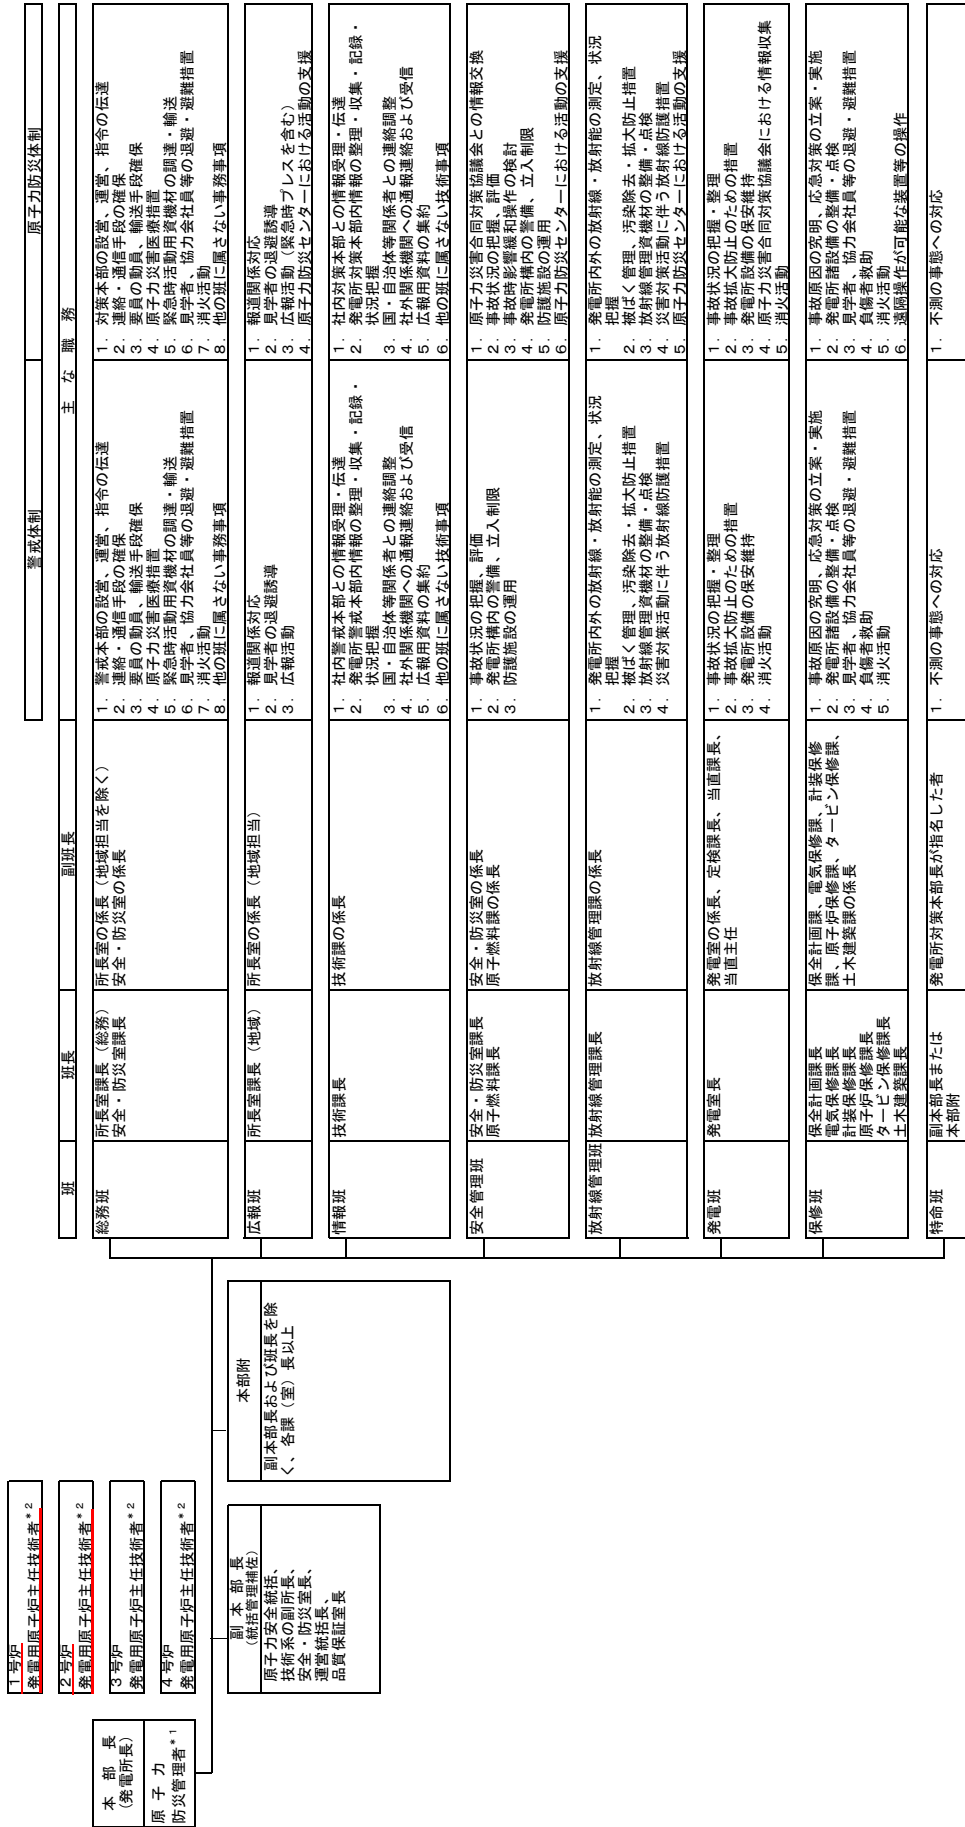 本　部　長
（発電所長）
原　子　力
防災管理者＊１
１号炉
発電用原子炉主任技術者＊２
２号炉
発電用原子炉主任技術者＊２
３号炉
発電用原子炉主任技術者＊２
４号炉
発電用原子炉主任技術者＊２
副　本　部　長
（統括管理補佐）
原子力安全統括、
技術系の副所長、
安全・防災室長、
運営統括長、
品質保証室長
本部附
副本部長および班長を除
く、各課（室）長以上
警戒体制
原子力防災体制
班
班長
副班長
主　な　職　務
総務班
所長室課長（総務）
安全・防災室課長
所長室の係長（地域担当を除く）
安全・防災室の係長
1. 警戒本部の設営、運営、指令の伝達
2. 連絡・通信手段の確保
3. 要員の動員、輸送手段確保
4. 原子力災害医療措置
5. 緊急時活動用資機材の調達・輸送
6. 見学者、協力会社員等の退避・避難措置
7. 消火活動
8. 他の班に属さない事務事項
1. 対策本部の設営、運営、指令の伝達
2. 連絡・通信手段の確保
3. 要員の動員、輸送手段確保
4. 原子力災害医療措置
5. 緊急時活動用資機材の調達・輸送
6. 見学者、協力会社員等の退避・避難措置
7. 消火活動
8. 他の班に属さない事務事項
広報班
所長室課長（地域）
所長室の係長（地域担当）
1. 報道関係対応
2. 見学者の退避誘導
3. 広報活動
1. 報道関係対応
2. 見学者の退避誘導
3. 広報活動（緊急時プレスを含む）
4. 原子力防災センターにおける活動の支援
情報班
技術課長
技術課の係長
1. 社内警戒本部との情報受理・伝達
2. 発電所警戒本部内情報の整理・収集・記録・
状況把握
3. 国・自治体等関係者との連絡調整
4. 社外関係機関への通報連絡および受信
5. 広報用資料の集約
6. 他の班に属さない技術事項
1. 社内対策本部との情報受理・伝達
2. 発電所対策本部内情報の整理・収集・記録・
状況把握
3. 国・自治体等関係者との連絡調整
4. 社外関係機関への通報連絡および受信
5. 広報用資料の集約
6. 他の班に属さない技術事項
安全管理班
安全・防災室課長
原子燃料課長
安全・防災室の係長
原子燃料課の係長
1. 事故状況の把握、評価
2. 発電所構内の警備、立入制限
3. 防護施設の運用
1. 原子力災害合同対策協議会との情報交換
2. 事故状況の把握、評価
3. 事故時影響緩和操作の検討
4. 発電所構内の警備、立入制限
5. 防護施設の運用
6. 原子力防災センターにおける活動の支援
放射線管理班
放射線管理課長
放射線管理課の係長
1. 発電所内外の放射線・放射能の測定、状況
把握
2. 被ばく管理、汚染除去・拡大防止措置
3. 放射線管理資機材の整備・点検
4. 災害対策活動に伴う放射線防護措置
1. 発電所内外の放射線・放射能の測定、状況
把握
2. 被ばく管理、汚染除去・拡大防止措置
3. 放射線管理資機材の整備・点検
4. 災害対策活動に伴う放射線防護措置
5. 原子力防災センターにおける活動の支援
発電班
発電室長
発電室の係長、定検課長、当直課長、
当直主任
1. 事故状況の把握・整理
2. 事故拡大防止のための措置
3. 発電所設備の保安維持
4. 消火活動
1. 事故状況の把握・整理
2. 事故拡大防止のための措置
3. 発電所設備の保安維持
4. 原子力災害合同対策協議会における情報収集
5. 消火活動
保修班
保全計画課長
電気保修課長
計装保修課長
原子炉保修課長
タービン保修課長
土木建築課長
保全計画課、電気保修課、計装保修
課、原子炉保修課、タービン保修課、
土木建築課の係長
1. 事故原因の究明、応急対策の立案・実施
2. 発電所諸設備の整備・点検
3. 見学者、協力会社員等の退避・避難措置
4. 負傷者救助
5. 消火活動
1. 事故原因の究明、応急対策の立案・実施
2. 発電所諸設備の整備・点検
3. 見学者、協力会社員等の退避・避難措置
4. 負傷者救助
5. 消火活動
6. 遠隔操作が可能な装置等の操作
特命班
副本部長または
本部附
発電所対策本部長が指名した者
1. 不測の事態への対応
1. 不測の事態への対応